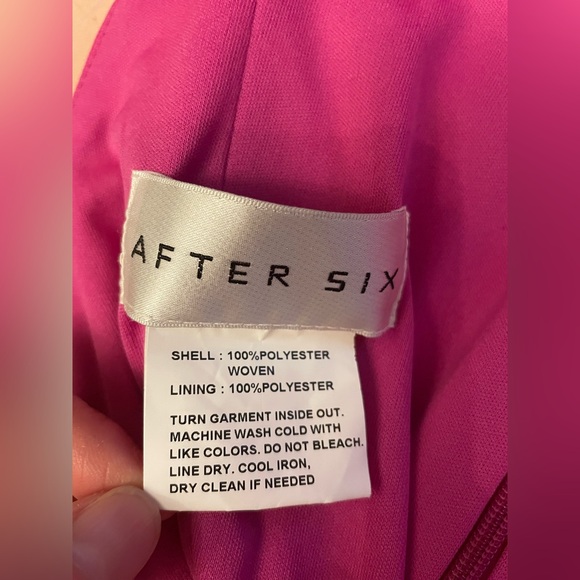 AFTER SIX
SHELL : 100%POLYESTER
WOVEN
LINING : 100%POLYESTER
TURN GARMENT INSIDE OUT.
MACHINE WASH COLD WITH
LIKE COLORS. DO NOT BLEACH.
LINE DRY. COOL IRON,
DRY CLEAN IF NEEDED